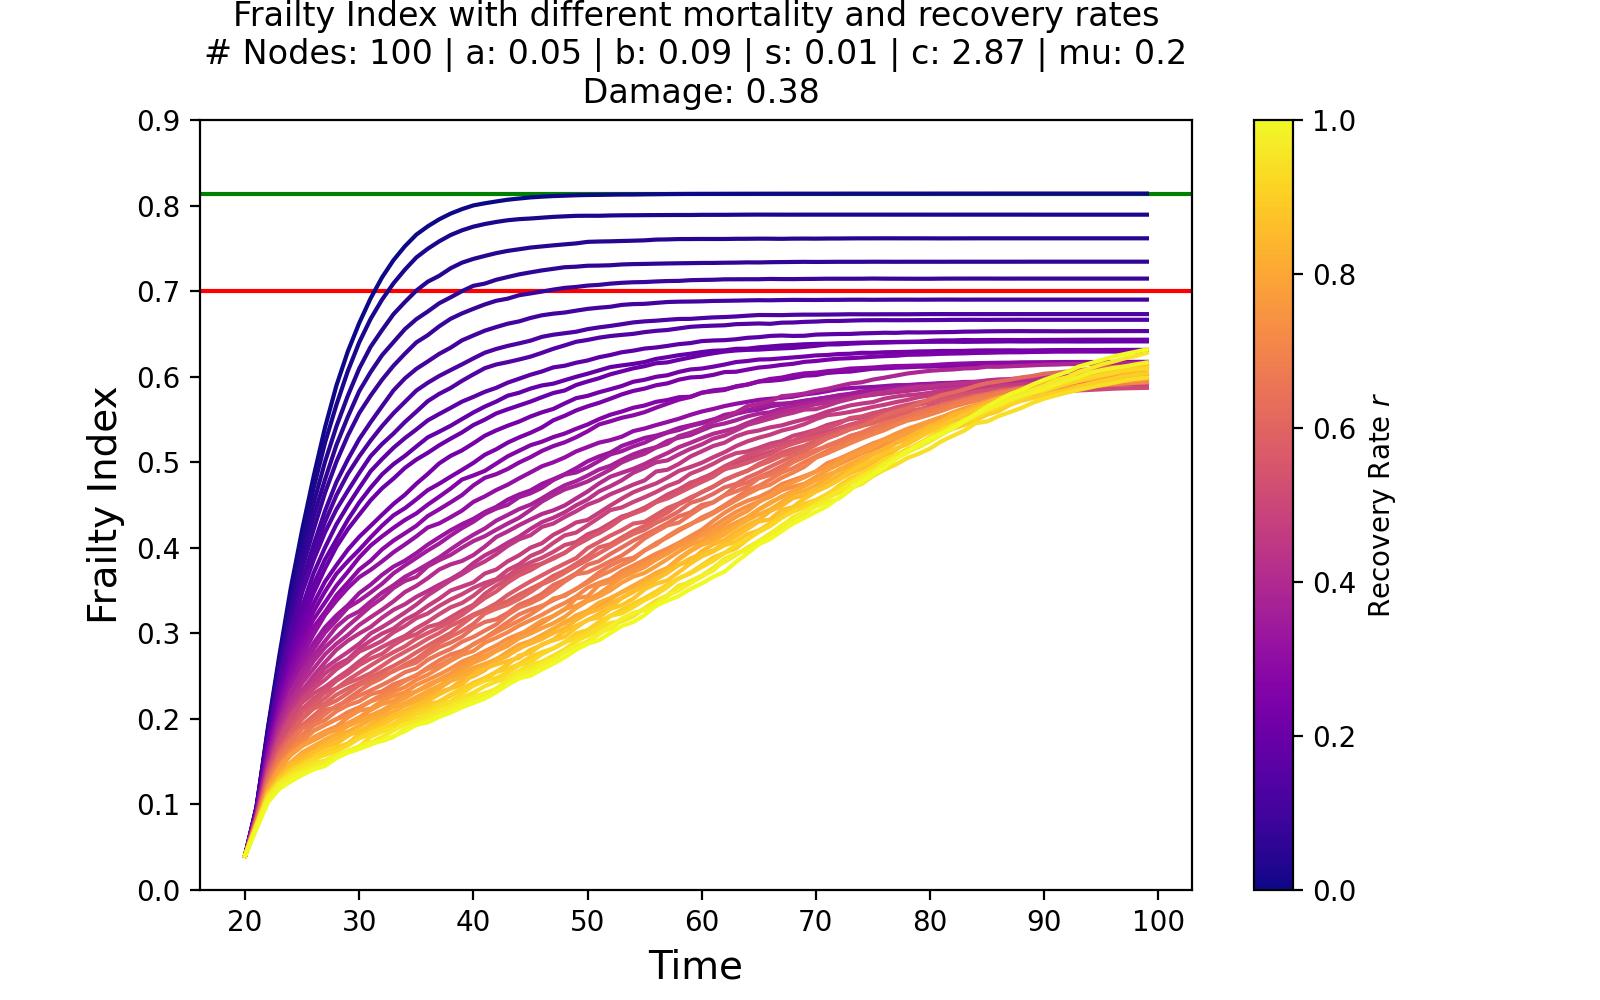 Frailty Index with different mortality and recovery rates
# Nodes: 100 | a: 0.05 | b: 0.09 | s: 0.01 | c: 2.87 | mu: 0.2
Damage: 0.38
0.9
0.8
0.7
0.6
0.5
0.4
0.3
0.2
0.1
0.0
Frailty Index
20 30 40 50 60 70 80 90 100
Time
1.0
0.8
0.6
0.4
0.2
0.0
Recovery Rate r